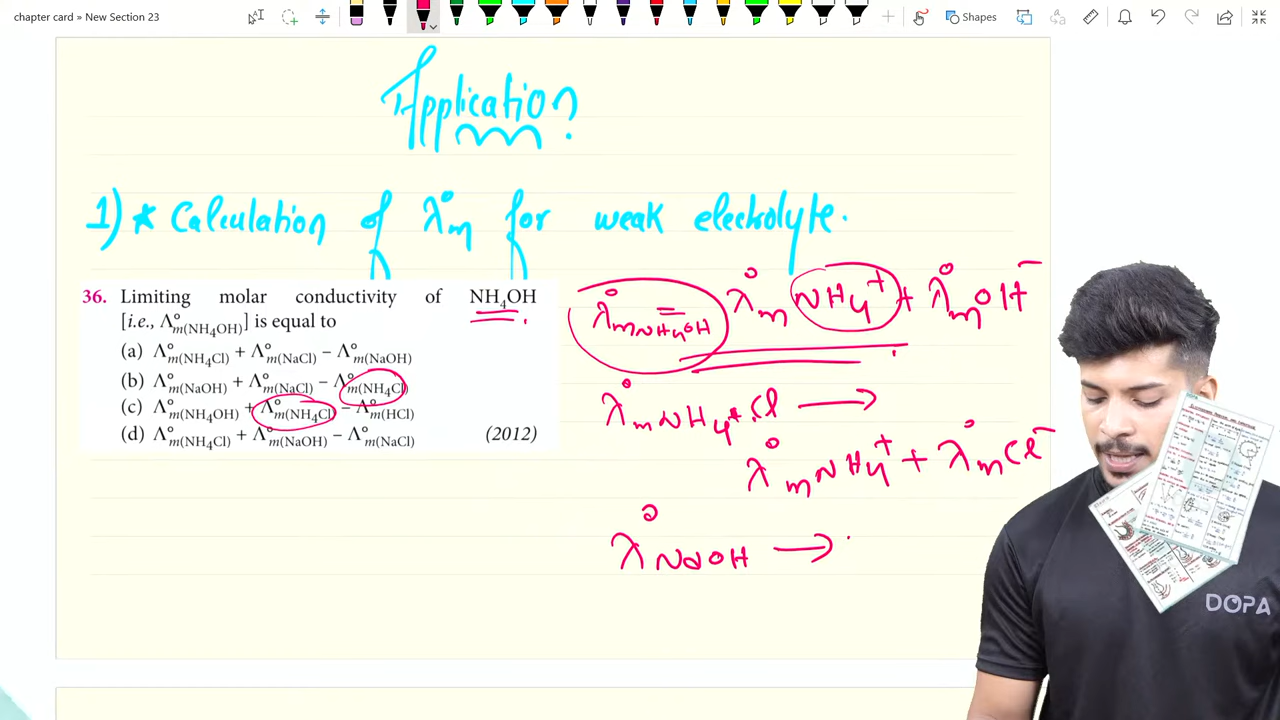 chapter card » New Section 23
Shapes
Application?
1) * Calculation of λ°m for weak electrolyte.
36. Limiting molar conductivity of NH₄OH
[i.e., Λ°m(NH₄OH)] is equal to
(a) Λ°m(NH₄Cl) + Λ°m(NaCl) – Λ°m(NaOH)
(b) Λ°m(NaOH) + Λ°m(NaCl) – Λ°m(NH₄Cl)
(c) Λ°m(NH₄OH) + Λ°m(NH₄Cl) – Λ°m(HCl)
(d) Λ°m(NH₄Cl) + Λ°m(NaOH) – Λ°m(NaCl) (2012)
λ°m NH₄OH = λ°m NH₄⁺ + λ°m OH⁻
λ°m NH₄⁺Cl ⟶
λ°m NH₄⁺ + λ°m Cl⁻
λ° NaOH ⟶
DOPA